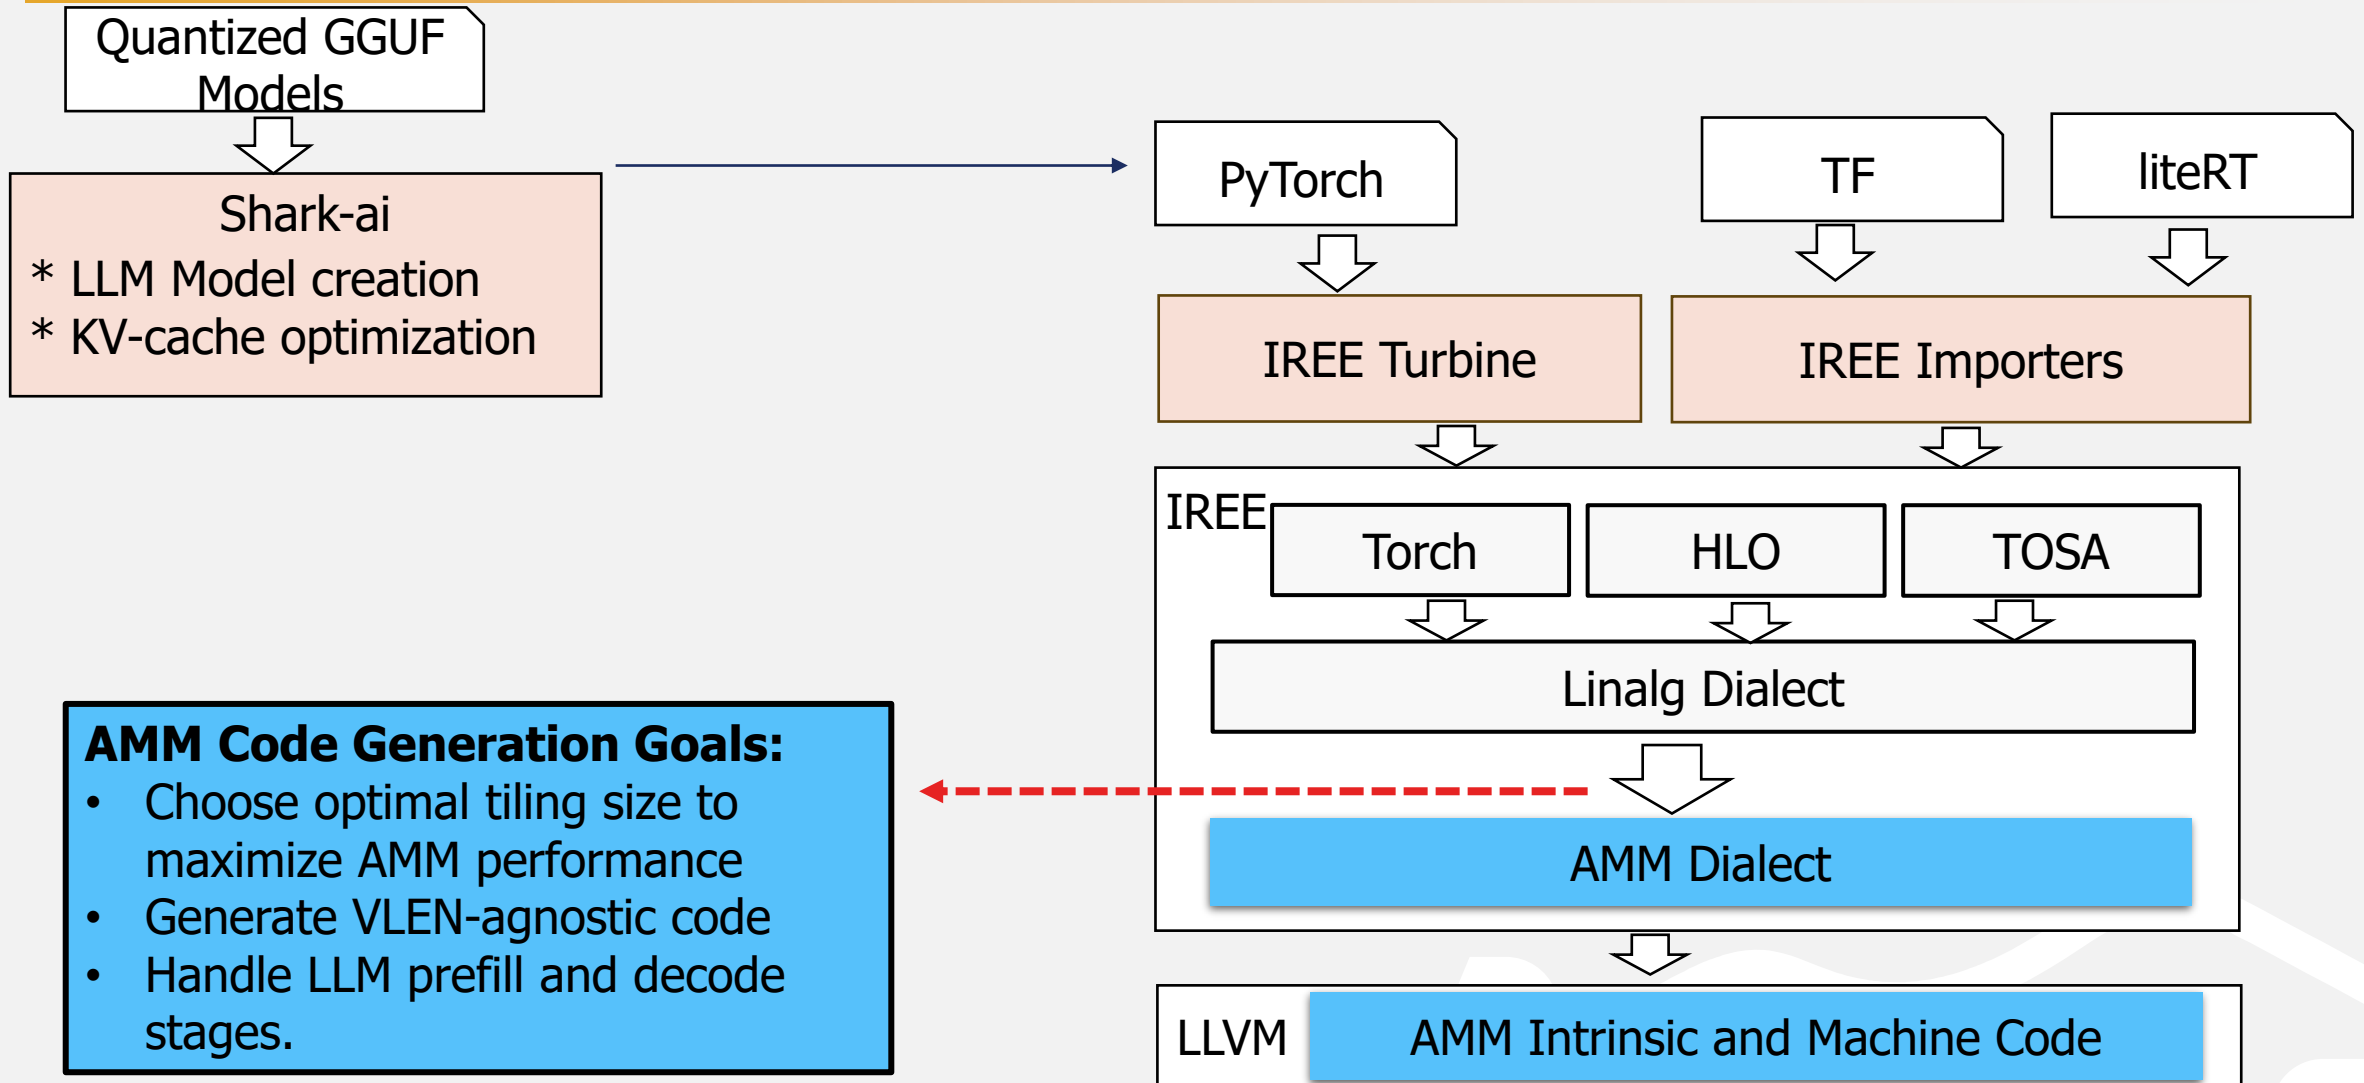 Quantized GGUF
Models
Shark-ai
* LLM Model creation
* KV-cache optimization
PyTorch
TF
liteRT
IREE Turbine
IREE Importers
IREE
Torch
HLO
TOSA
Linalg Dialect
AMM Dialect
AMM Code Generation Goals:
• Choose optimal tiling size to
maximize AMM performance
• Generate VLEN-agnostic code
• Handle LLM prefill and decode
stages.
LLVM
AMM Intrinsic and Machine Code